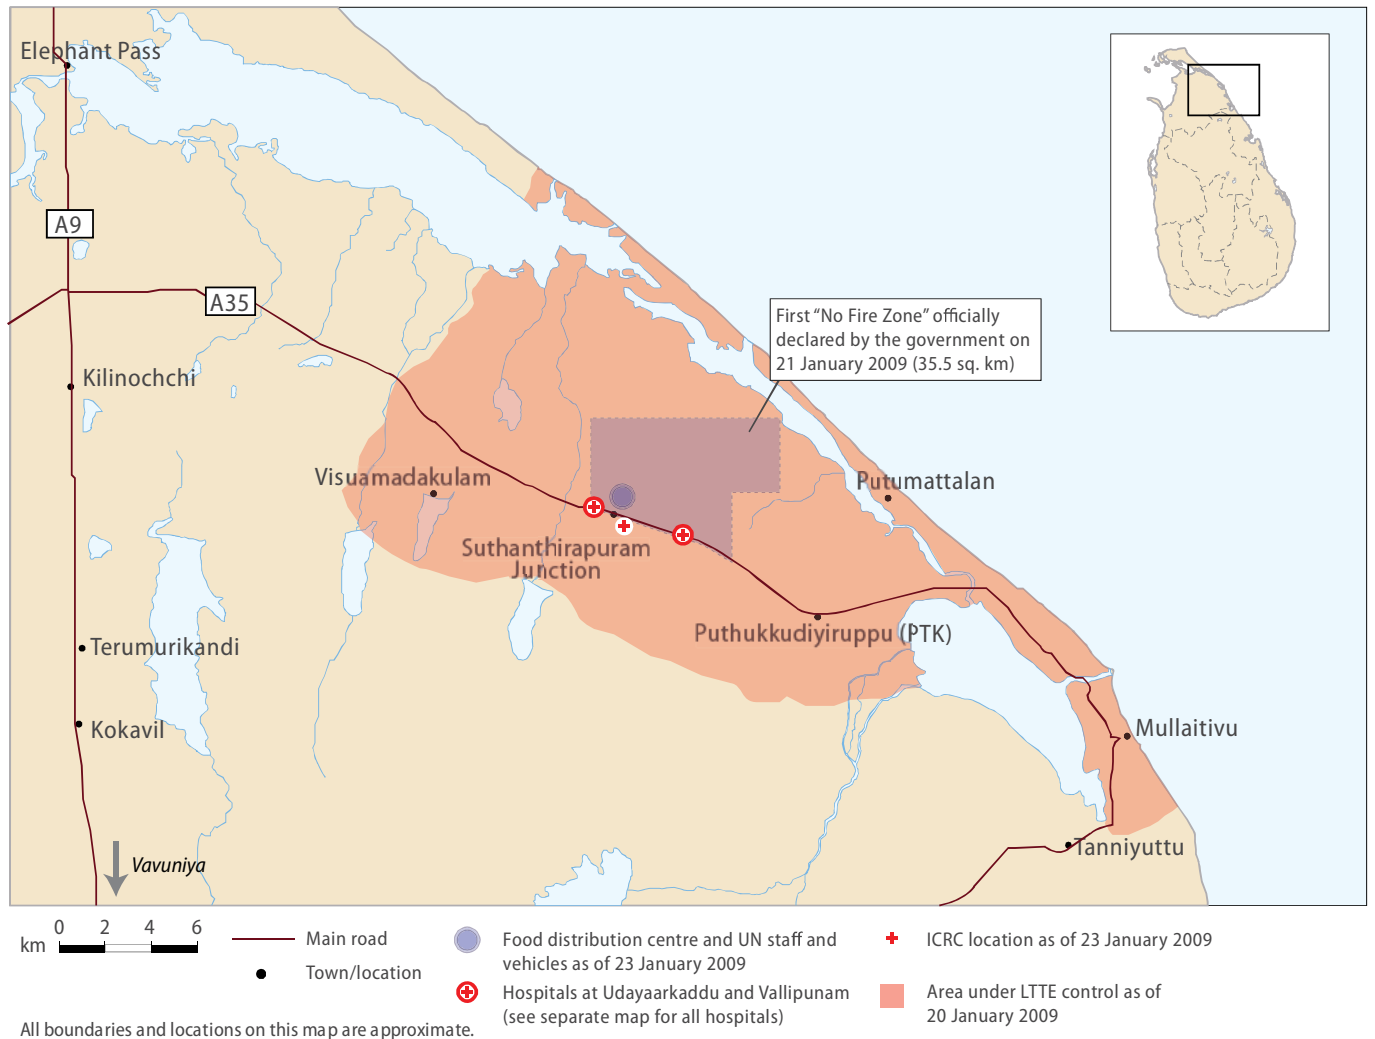 Elephant Pass
A9
A35
First “No Fire Zone” officially
declared by the government on
21 January 2009 (35.5 sq. km)
Kilinochchi
Visuamadakulam
Putumattalan
Suthanthirapuram
Junction
Puthukkudiyiruppu (PTK)
Terumurikandi
Kokavil
Mullaitivu
Tanniyuttu
Vavuniya
km 0 2 4 6
Main road
Town/location
Food distribution centre and UN staff and
vehicles as of 23 January 2009
Hospitals at Udayaarkaddu and Vallipunam
(see separate map for all hospitals)
ICRC location as of 23 January 2009
Area under LTTE control as of
20 January 2009
All boundaries and locations on this map are approximate.